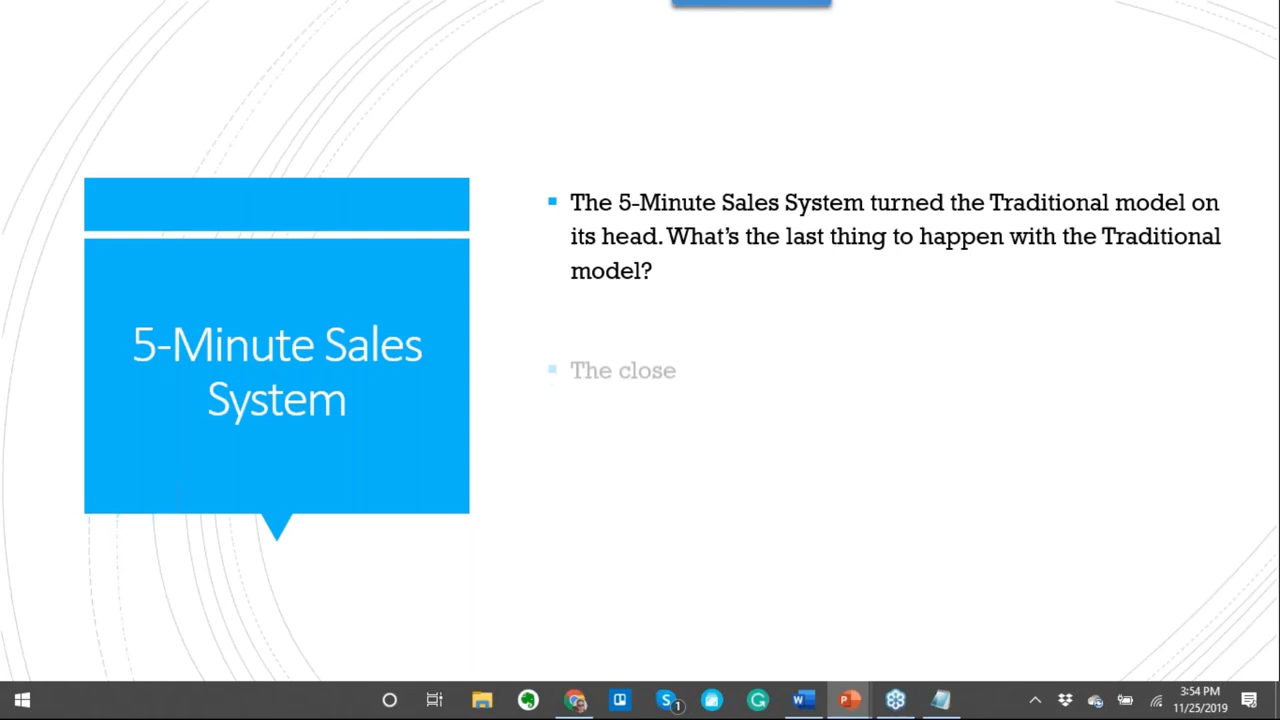 The 5-Minute Sales System turned the Traditional model on
its head. What’s the last thing to happen with the Traditional
model?
5-Minute Sales
System
The close
1
3:54 PM
11/25/2019